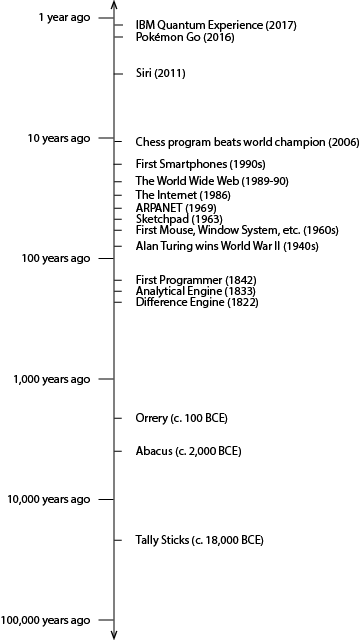 1 year ago
IBM Quantum Experience (2017)
Pokémon Go (2016)
Siri (2011)
10 years ago
Chess program beats world champion (2006)
First Smartphones (1990s)
The World Wide Web (1989-90)
The Internet (1986)
ARPANET (1969)
Sketchpad (1963)
First Mouse, Window System, etc. (1960s)
Alan Turing wins World War II (1940s)
100 years ago
First Programmer (1842)
Analytical Engine (1833)
Difference Engine (1822)
1,000 years ago
Orrery (c. 100 BCE)
Abacus (c. 2,000 BCE)
10,000 years ago
Tally Sticks (c. 18,000 BCE)
100,000 years ago